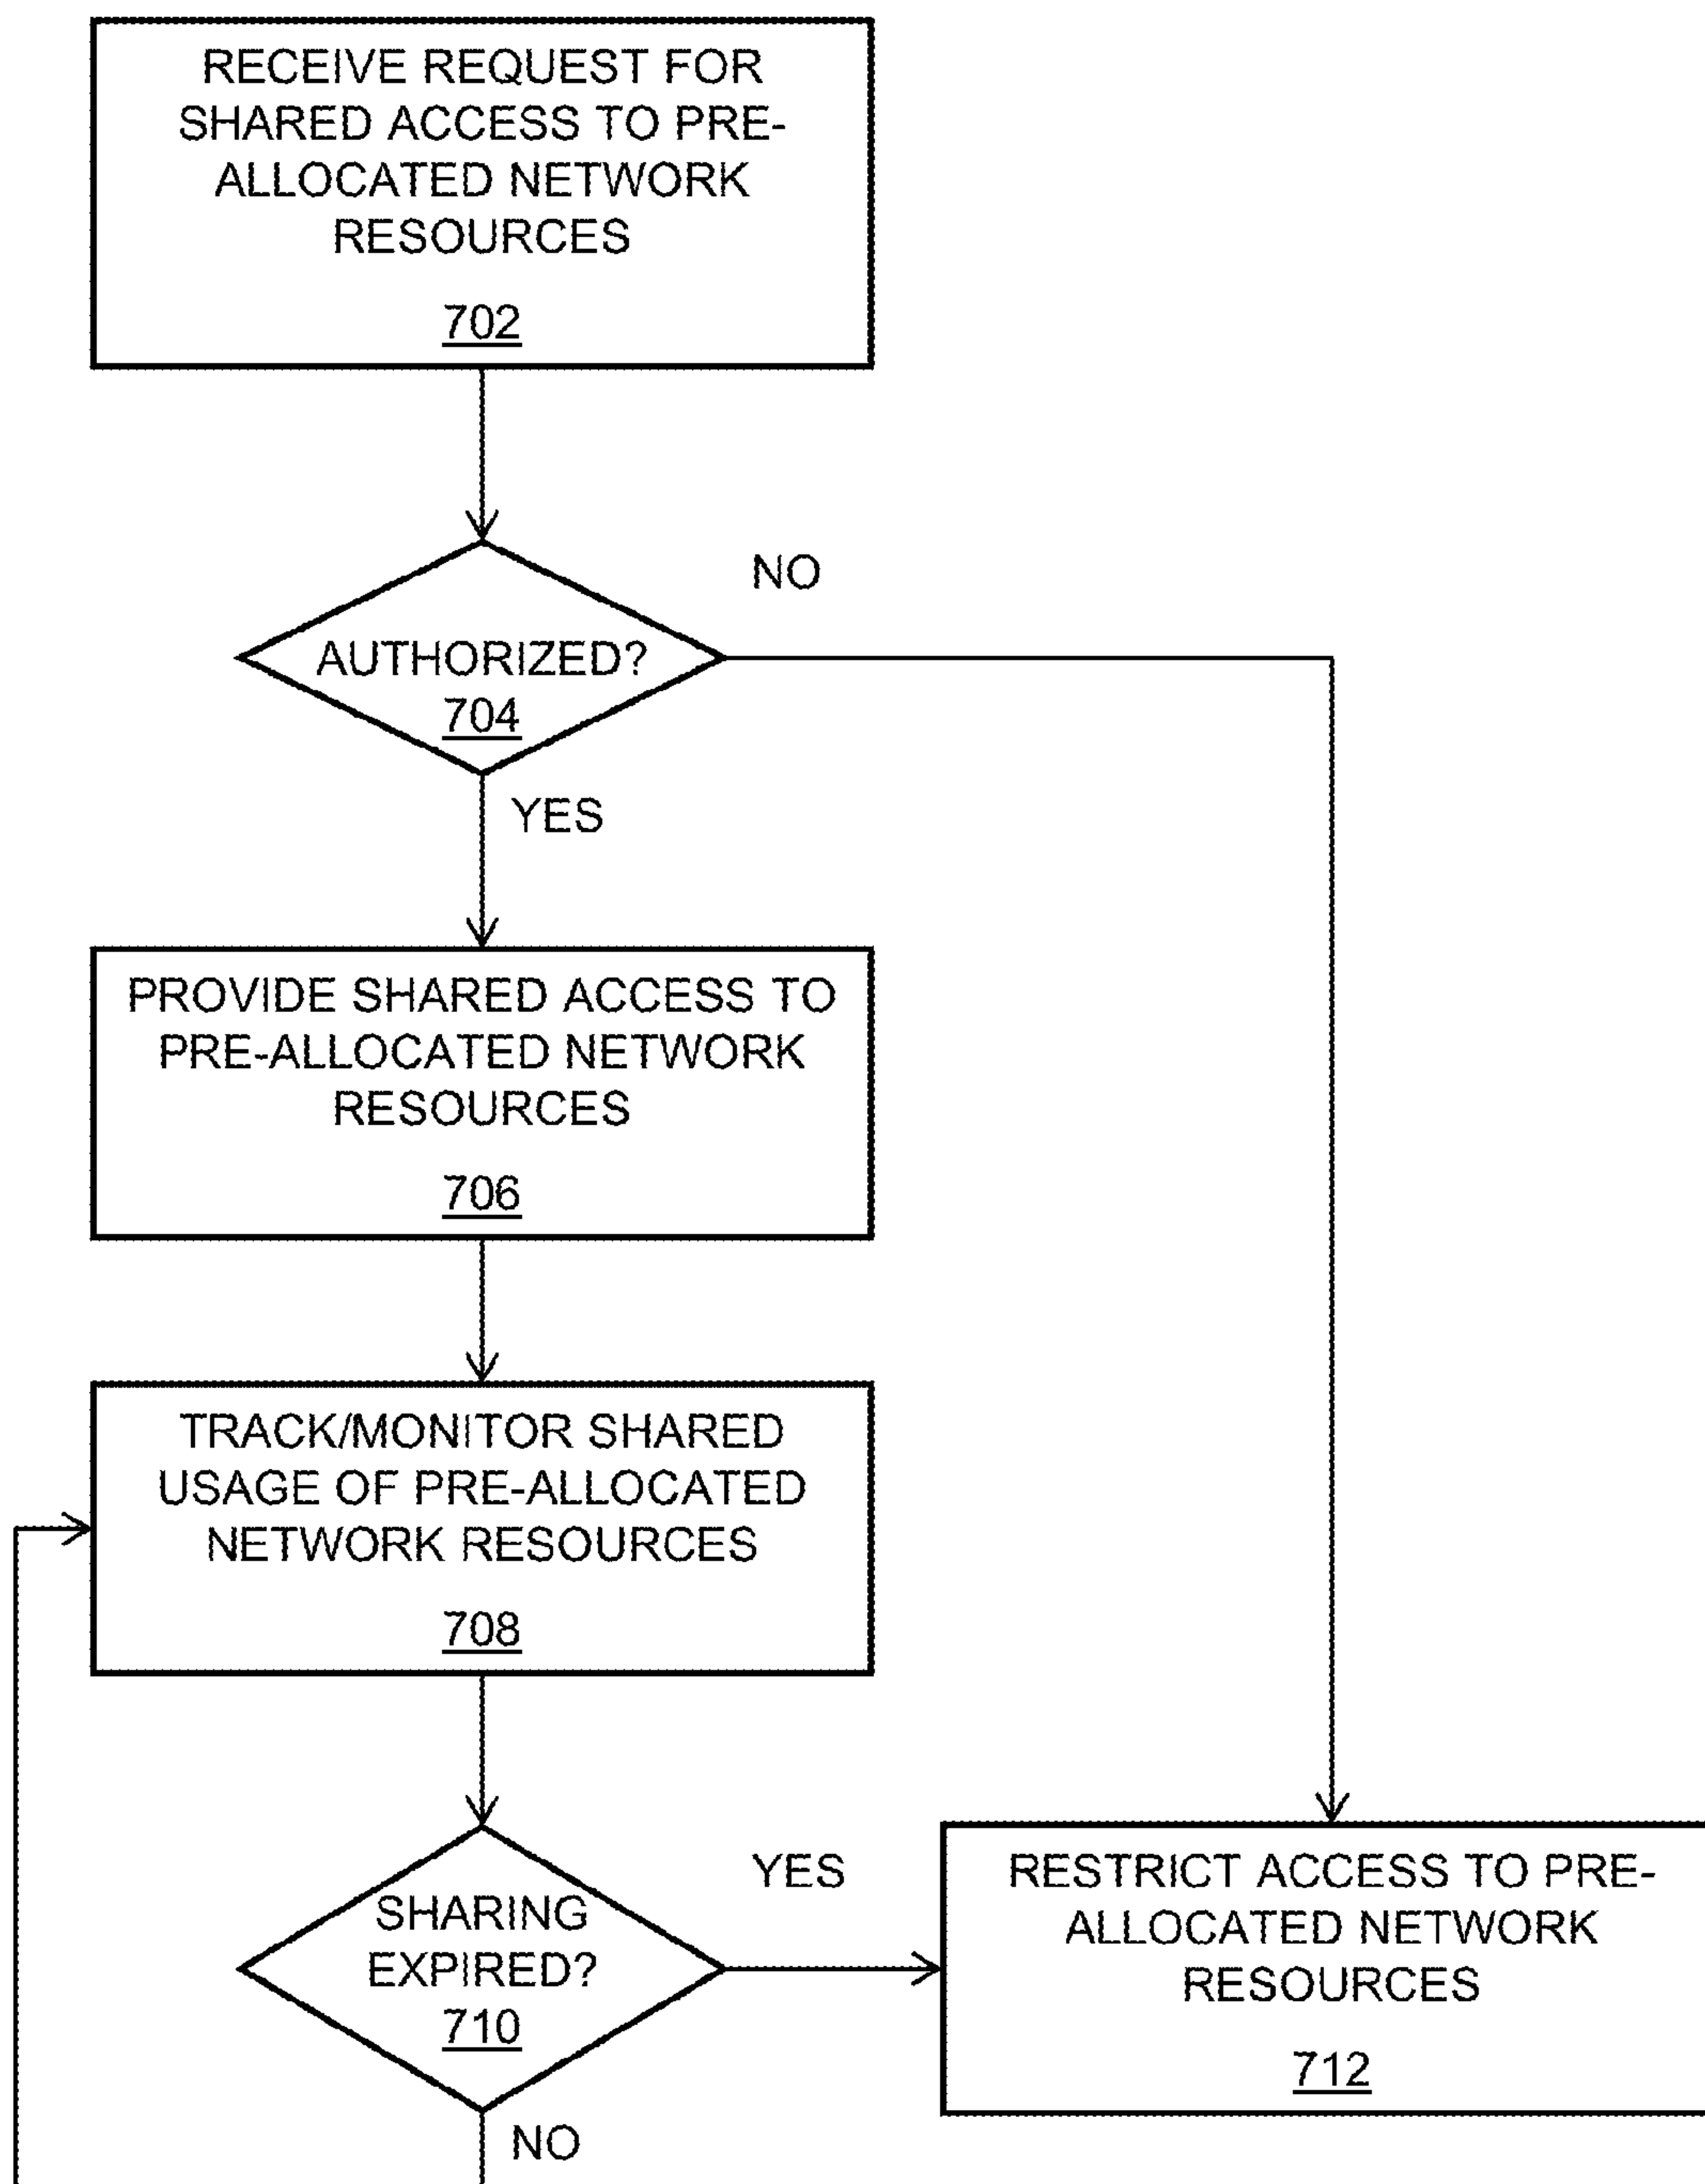 RECEIVE REQUEST FOR
SHARED ACCESS TO PRE-
ALLOCATED NETWORK
RESOURCES
702
NO
AUTHORIZED?
704
YES
PROVIDE SHARED ACCESS TO
PRE-ALLOCATED NETWORK
RESOURCES
706
TRACK/MONITOR SHARED
USAGE OF PRE-ALLOCATED
NETWORK RESOURCES
708
SHARING
EXPIRED?
710
YES
NO
RESTRICT ACCESS TO PRE-
ALLOCATED NETWORK
RESOURCES
712